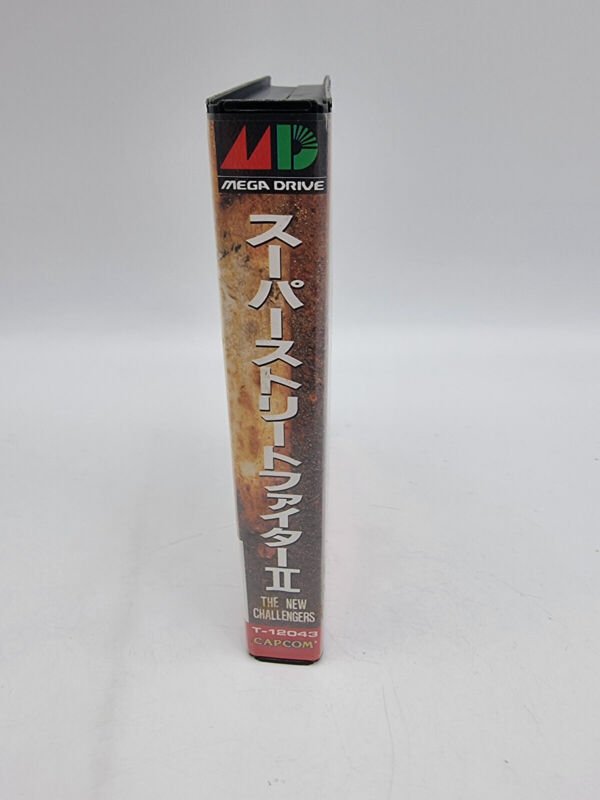 MD
MEGA DRIVE
スーパーストリートファイターII
THE NEW
CHALLENGERS
T-12043
CAPCOM